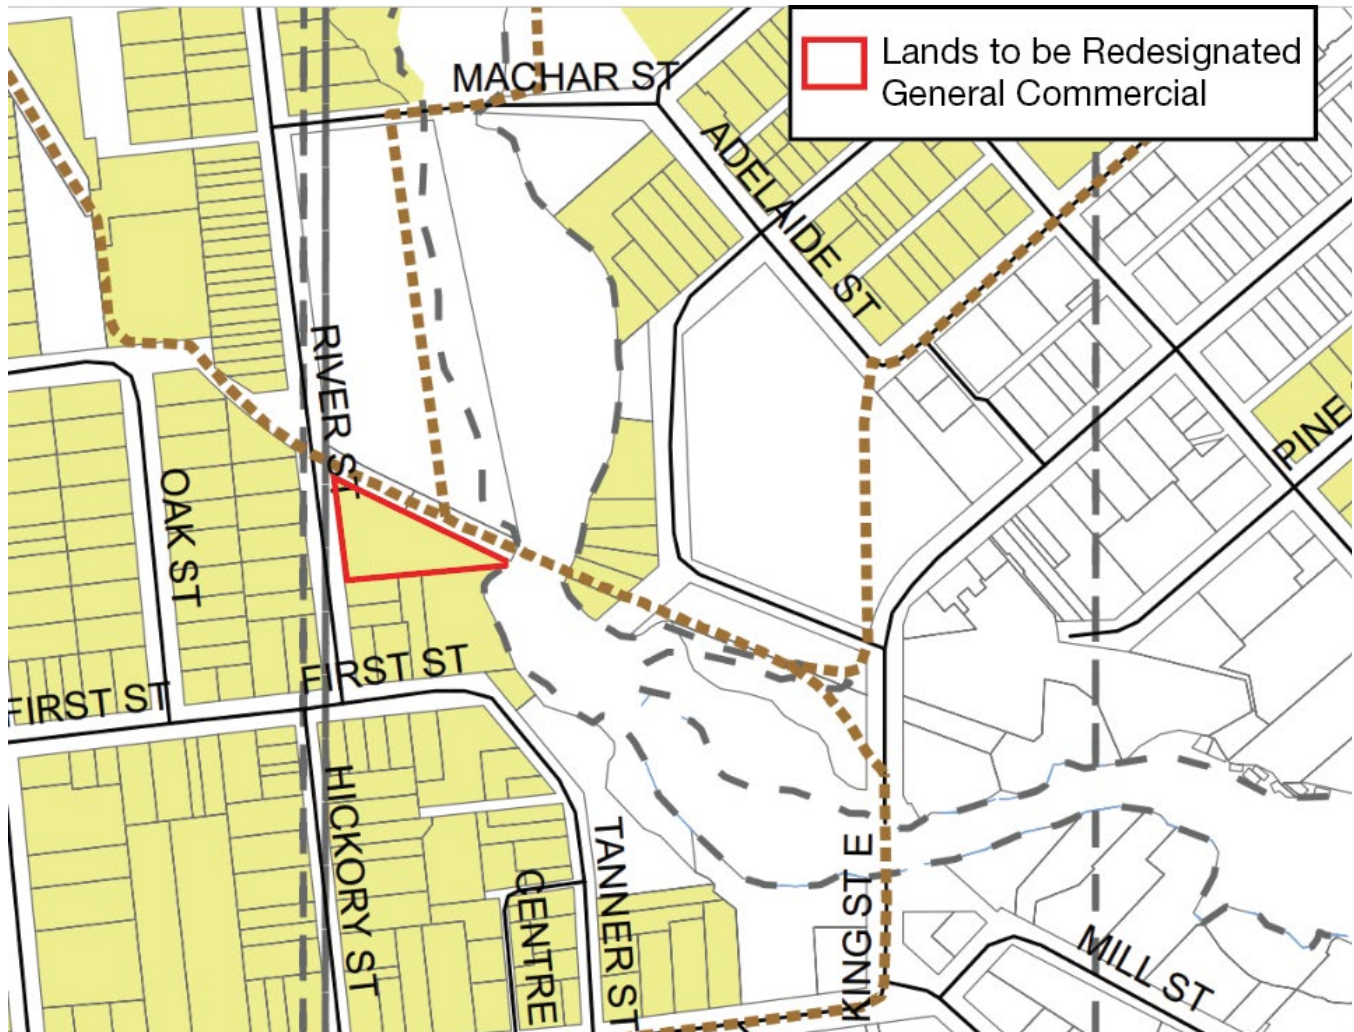 MACHAR ST
Lands to be Redesignated
General Commercial
ADELAIDE ST
RIVER ST
PINE
OAK ST
FIRST ST
FIRST ST
HICKORY ST
TANNER ST
CENTRE
KING ST E
MILL ST